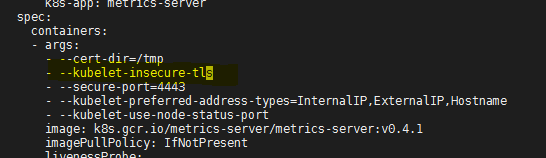 k8s-app: metrics-server
spec:
containers:
- args:
- --cert-dir=/tmp
- --kubelet-insecure-tls
- --secure-port=4443
- --kubelet-preferred-address-types=InternalIP,ExternalIP,Hostname
- --kubelet-use-node-status-port
image: k8s.gcr.io/metrics-server/metrics-server:v0.4.1
imagePullPolicy: IfNotPresent
livenessProbe: